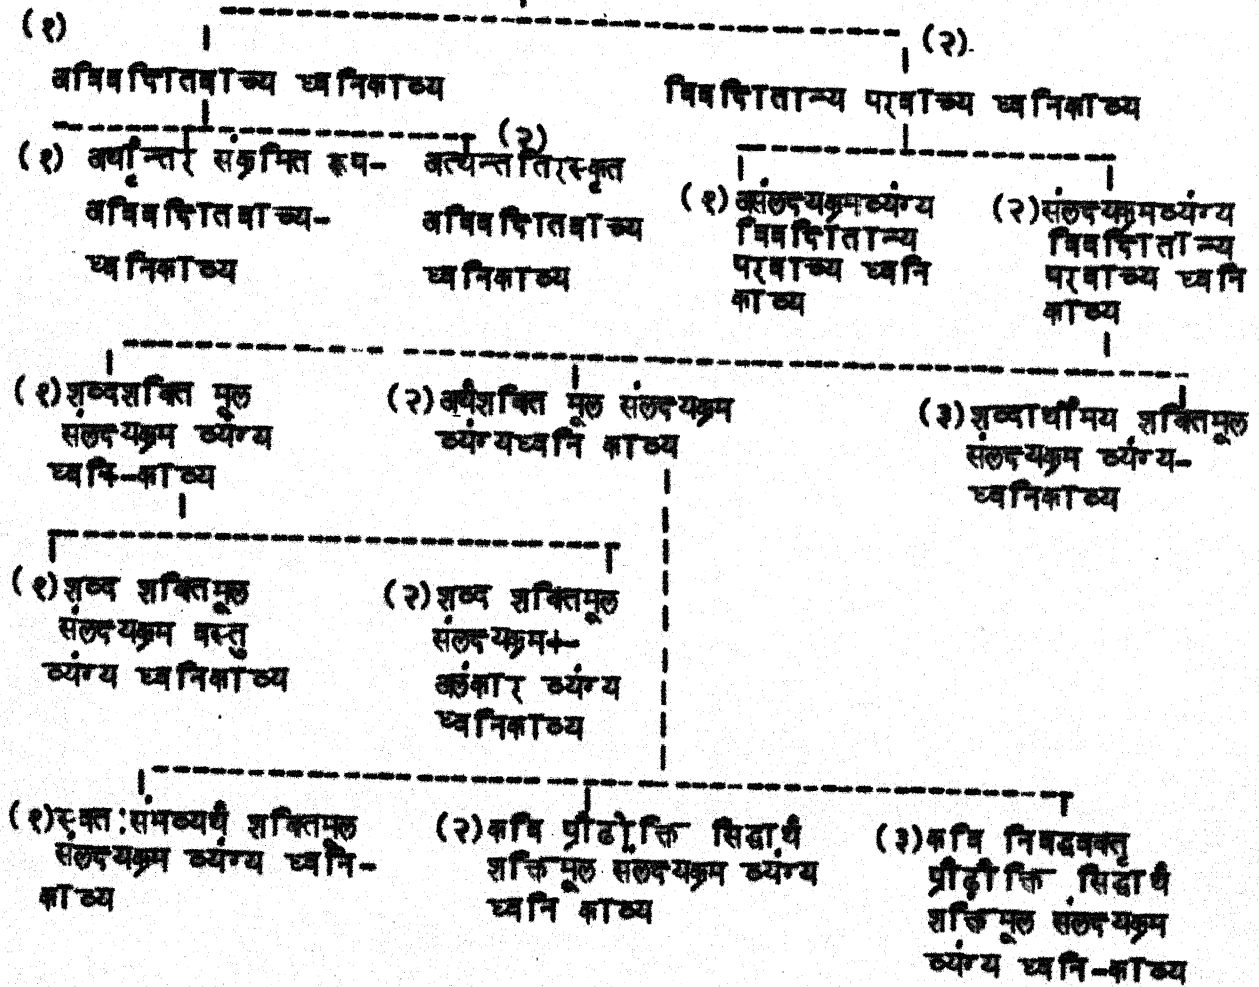 (१)
(२)
अविवक्षितवाच्य ध्वनिकाव्य
विवक्षितान्य परवाच्य ध्वनिकाव्य
(१) अर्थान्तर संक्रमित रूप-
अविवक्षितवाच्य-
ध्वनिकाव्य
(२)
अत्यन्ततिरस्कृत
अविवक्षितवाच्य
ध्वनिकाव्य
(१) असंलक्ष्यक्रमव्यंग्य
विवक्षितान्य
परवाच्य ध्वनि
काव्य
(२) संलक्ष्यक्रमव्यंग्य
विवक्षितान्य
परवाच्य ध्वनि
काव्य
(१) शब्दशक्ति मूल
संलक्ष्यक्रम व्यंग्य
ध्वनि-काव्य
(२) अर्थशक्ति मूल संलक्ष्यक्रम
व्यंग्यध्वनि काव्य
(३) शब्दार्थोमय शक्तिमूल
संलक्ष्यक्रम व्यंग्य-
ध्वनिकाव्य
(१) शब्द शक्तिमूल
संलक्ष्यक्रम वस्तु
व्यंग्य ध्वनिकाव्य
(२) शब्द शक्तिमूल
संलक्ष्यक्रम-
अलंकार व्यंग्य
ध्वनिकाव्य
(१) स्वत:संभव्यर्थ शक्तिमूल
संलक्ष्यक्रम व्यंग्य ध्वनि-
काव्य
(२) कवि प्रौढोक्ति सिद्धार्थ
शक्ति मूल संलक्ष्यक्रम व्यंग्य
ध्वनि काव्य
(३) कवि निबद्धवक्तृ
प्रौढ़ोक्ति सिद्धार्थ
शक्ति मूल संलक्ष्यक्रम
व्यंग्य ध्वनि-काव्य